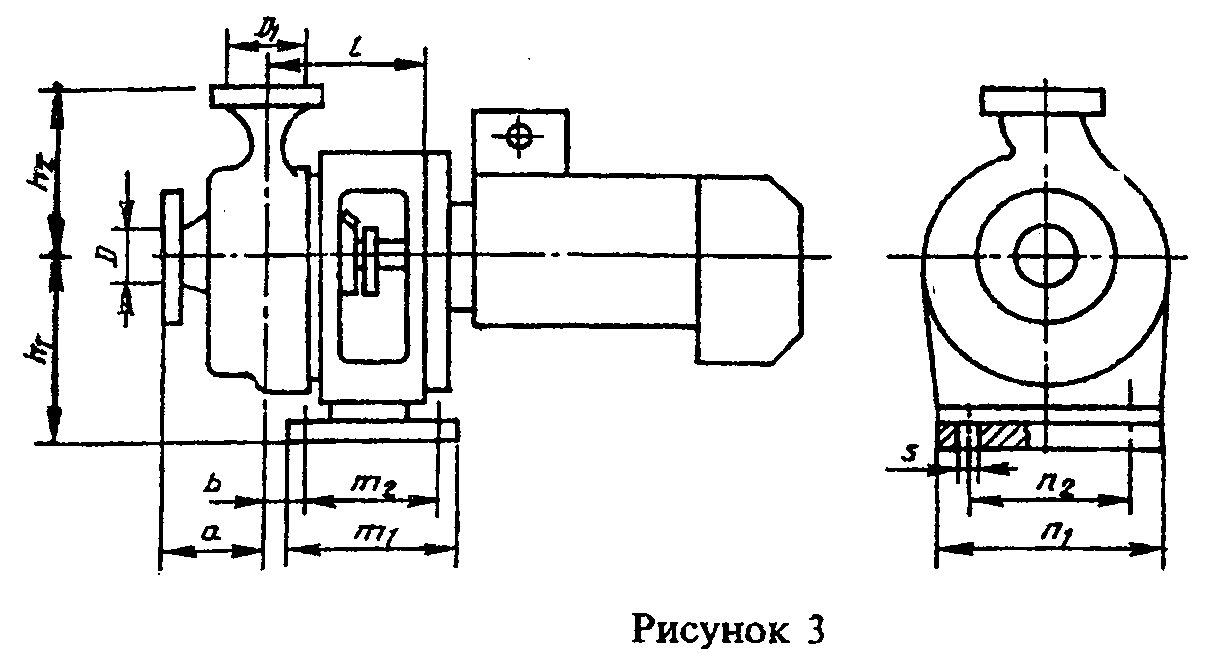 D₁ l
h₂
D
h₁
b m₂
a m₁
s n₂
n₁
Рисунок 3